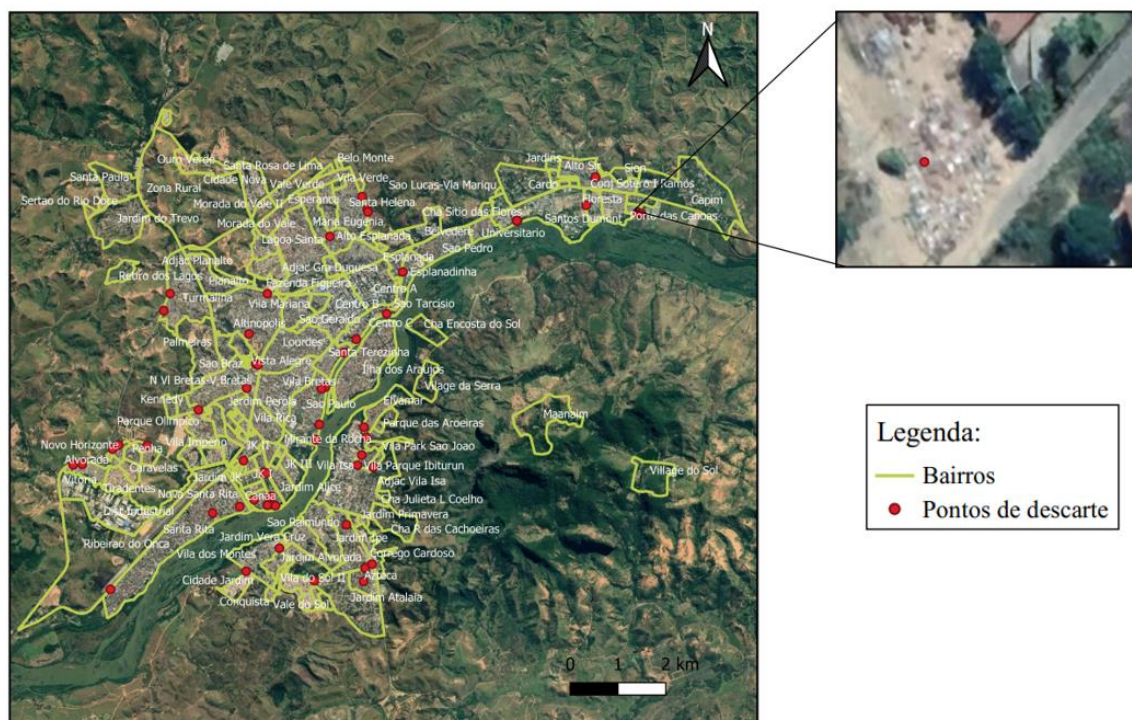 N
Ouro Verde
Santa Rosa de Lima
Belo Monte
Santa Paula
Cidade Nova
Vale Verde
Vila Verde
Zona Rural
Esperanca
Sao Lucas-Vla Mariqu
Sertao do Rio Doce
Morada do Vale II
Santa Helena
Jardim do Trevo
Morada do Vale
Maria Eugenia
Cha Sitio das Flores
Lagoa Santa
Alto Esplanada
Belvedere
Jardins
Alto Sir
Sion
Cardo
Com Sotero I Ramos
Floresta
Capim
Santos Dumont
Porto das Canoas
Universitario
Sao Pedro
Adjac Planalto
Adjac Gra Duquesa
Esplanada
Retiro dos Lagos
Planalto
Fazenda Figueira
Esplanadinha
Turmalina
Vila Mariana
Centro A
Centro B
Sao Tarcisio
Altinopolis
Sao Geraldo
Centro C
Cha Encosta do Sol
Palmeiras
Lourdes
Santa Terezinha
Sao Braz
Vista Alegre
Ilha dos Araujos
N Vl Bretas-V Bretas
Vila Bretas
Vilage da Serra
Kennedy
Jardim Perola
Sao Paulo
Elvamar
Parque Olimpico
Vila Rica
Parque das Aroeiras
Maanaim
Novo Horizonte
Penha
Vila Imperio
JK II
Mirante da Rocha
Vila Park Sao Joao
Alvorada
Caravelas
JK III
Vila Isa
Vila Parque Ibiturun
Village do Sol
Vitoria
Tiradentes
Jardim JK
JK I
Adjac Vila Isa
Nova Santa Rita
Canaa
Jardim Alice
Cha Julieta L Coelho
Dist Industrial
Jardim Primavera
Santa Rita
Sao Raimundo
Cha R das Cachoeiras
Ribeirao do Onca
Jardim Vera Cruz
Jardim Ipe
Vila dos Montes
Jardim Alvorada
Corrego Cardoso
Cidade Jardim
Vila do Sol II
Azteca
Conquista
Vale do Sol
Jardim Atalaia
0 1 2 km
Legenda:
Bairros
Pontos de descarte